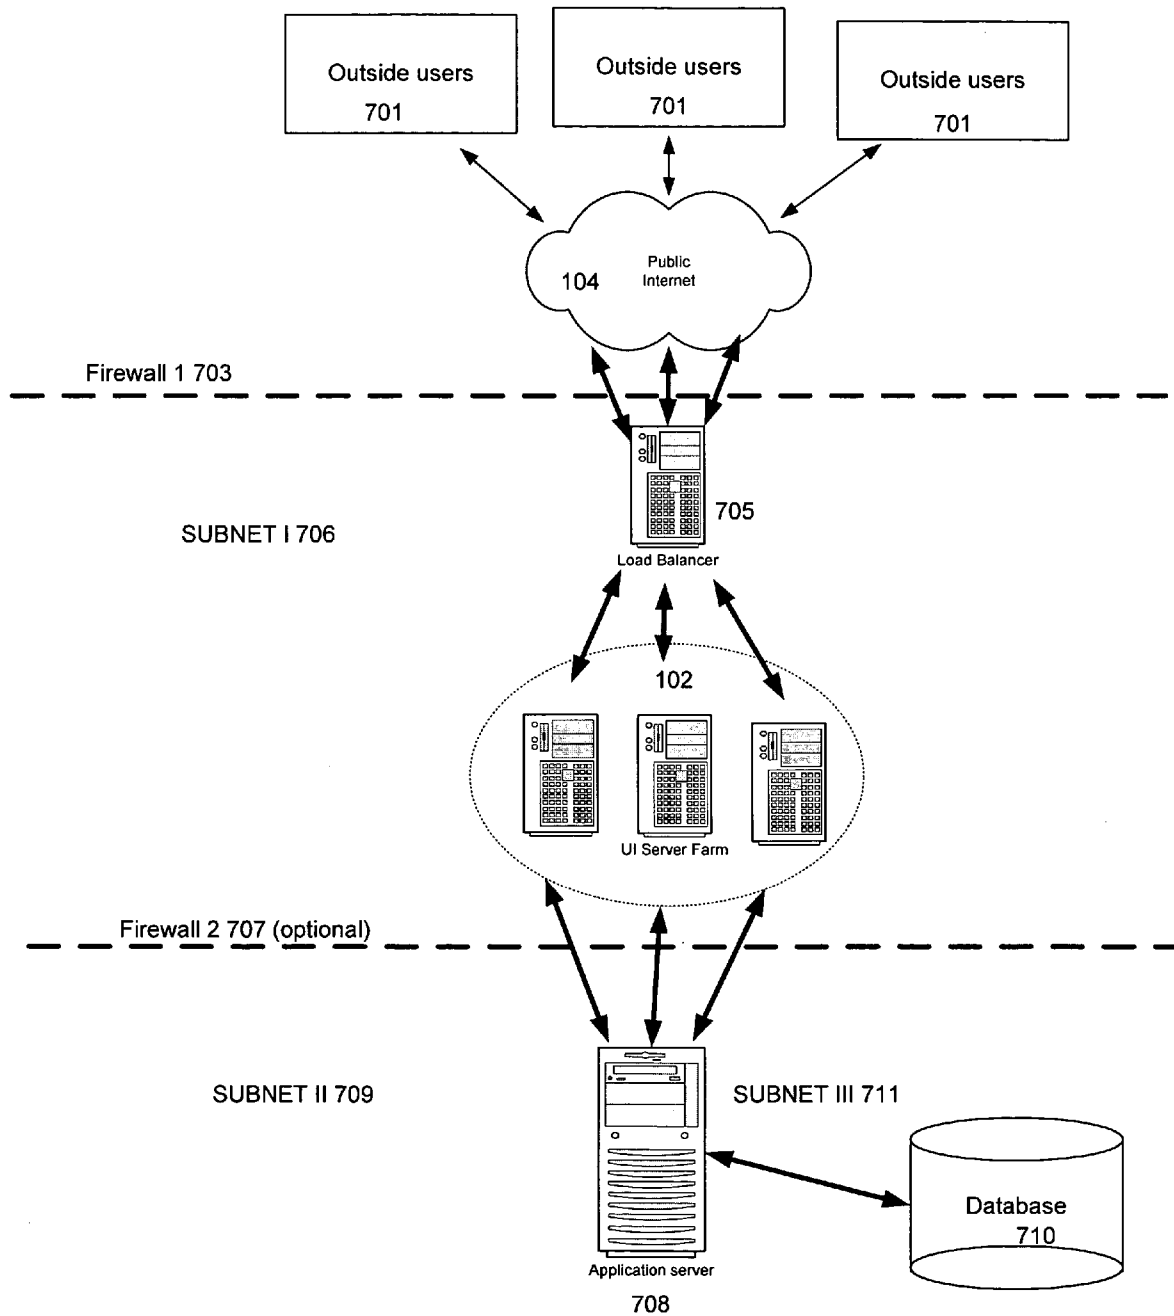 Outside users
701
Outside users
701
Outside users
701
Public
Internet
104
Firewall 1 703
705
SUBNET I 706
Load Balancer
102
UI Server Farm
Firewall 2 707 (optional)
SUBNET II 709
SUBNET III 711
Database
710
Application server
708